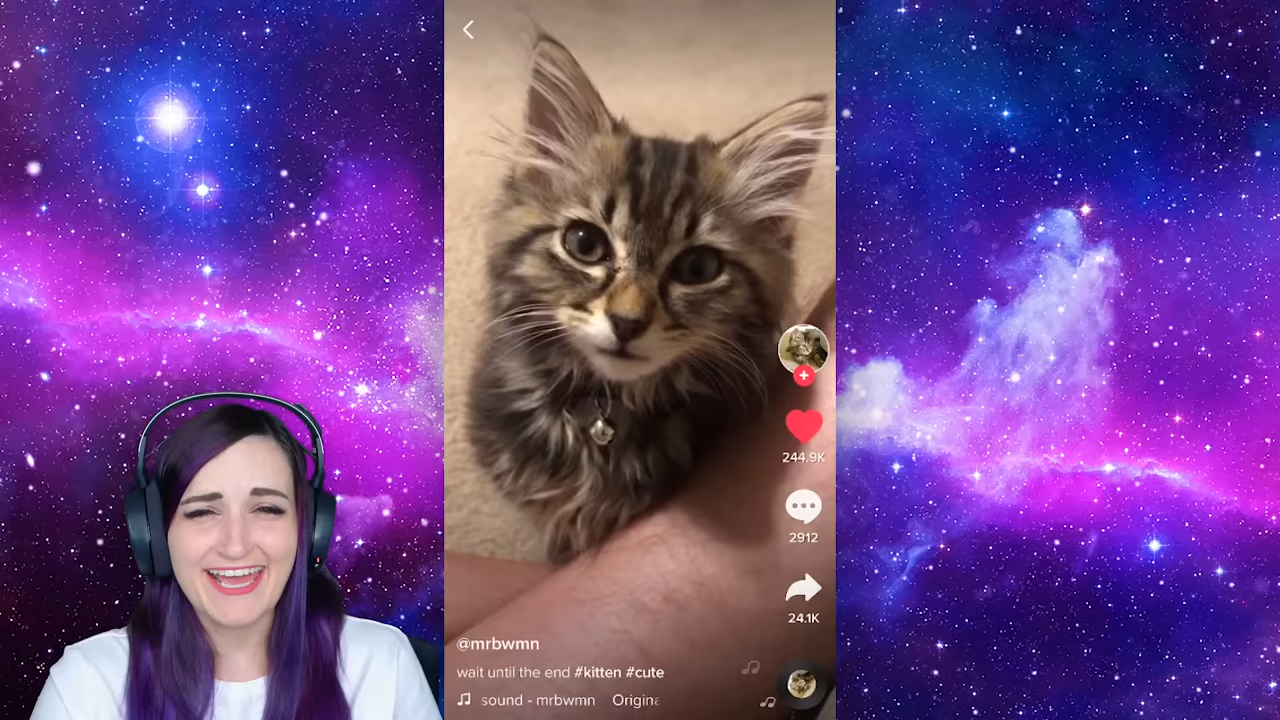 244.9K
2912
24.1K
@mrbwmn
wait until the end #kitten #cute
sound - mrbwmn Origina